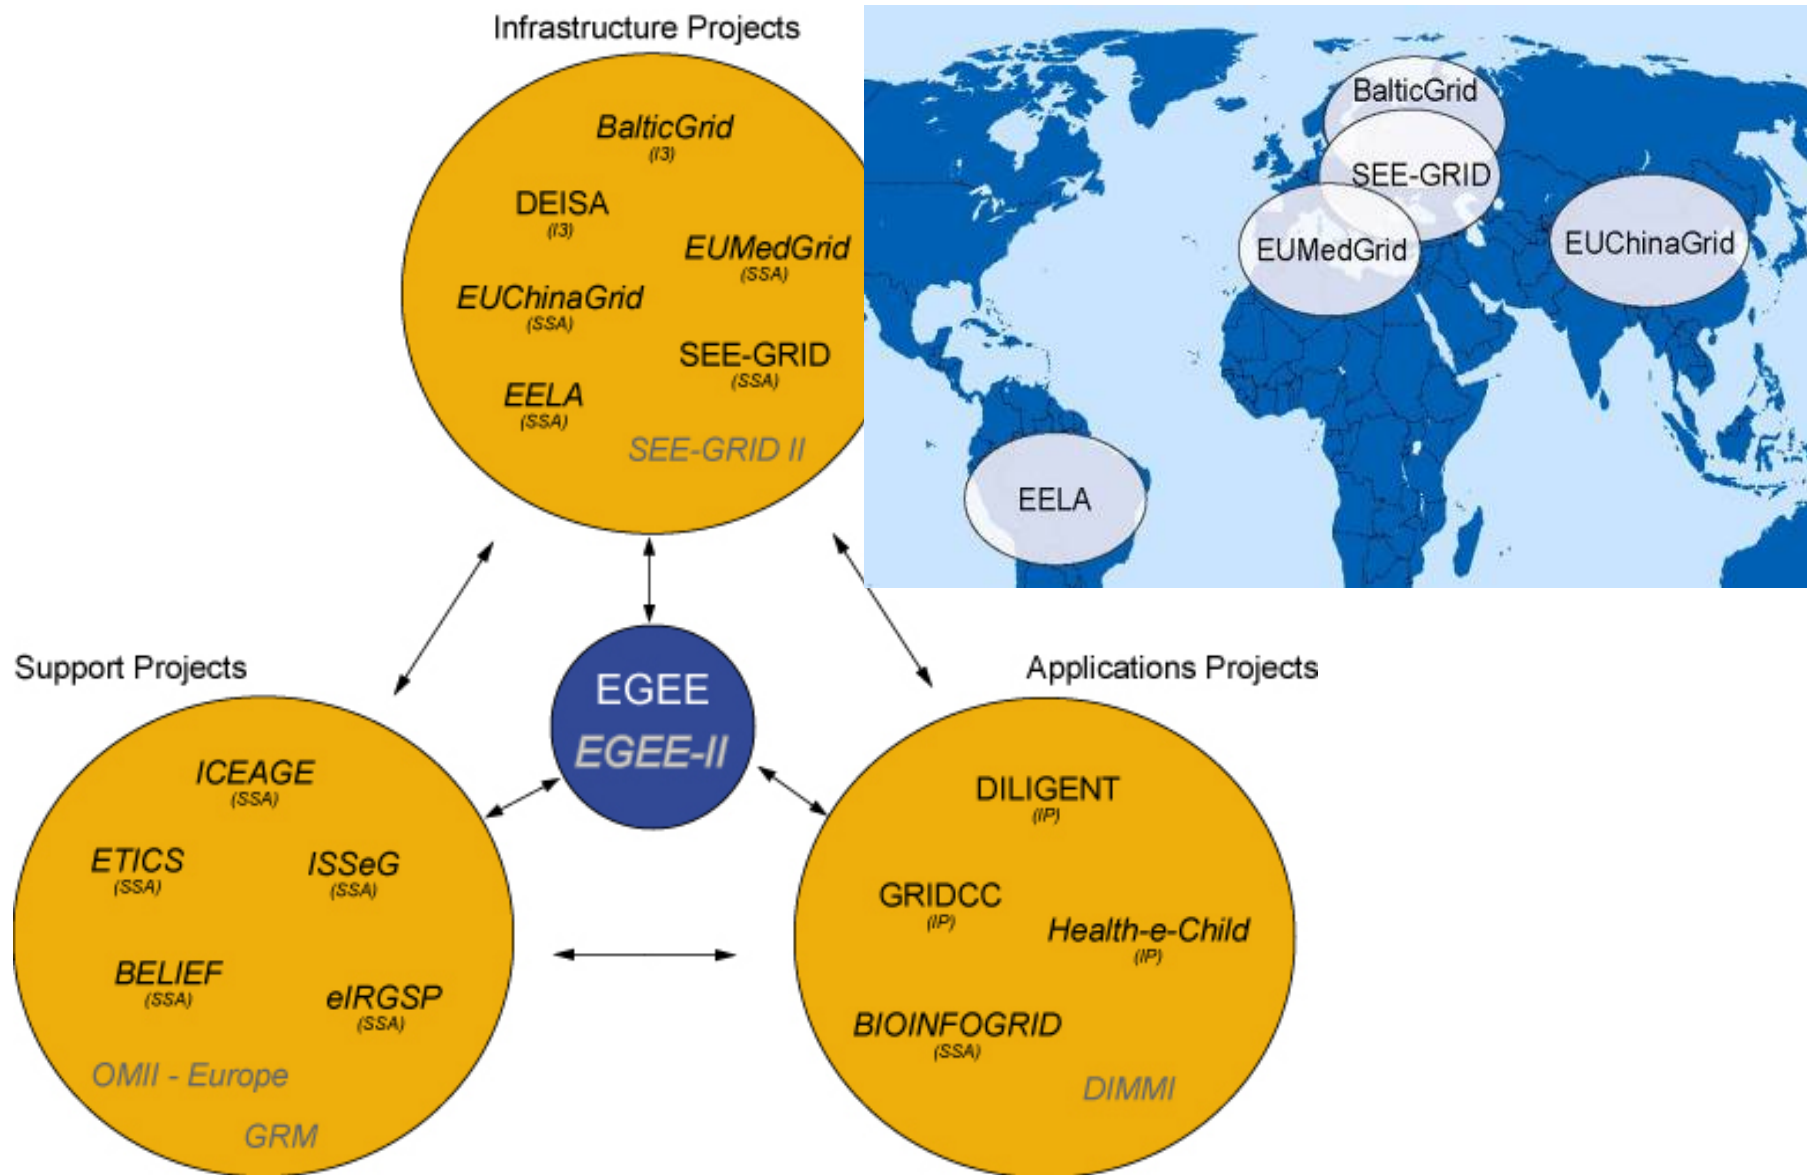 Infrastructure Projects
BalticGrid
(I3)
DEISA
(I3)
EUMedGrid
(SSA)
EUChinaGrid
(SSA)
SEE-GRID
(SSA)
EELA
(SSA)
SEE-GRID II
BalticGrid
SEE-GRID
EUMedGrid
EUChinaGrid
EELA
Support Projects
ICEAGE
(SSA)
ETICS
(SSA)
ISSeG
(SSA)
BELIEF
(SSA)
eIRGSP
(SSA)
OMII - Europe
GRM
EGEE
EGEE-II
Applications Projects
DILIGENT
(IP)
GRIDCC
(IP)
Health-e-Child
(IP)
BIOINFOGRID
(SSA)
DIMMI